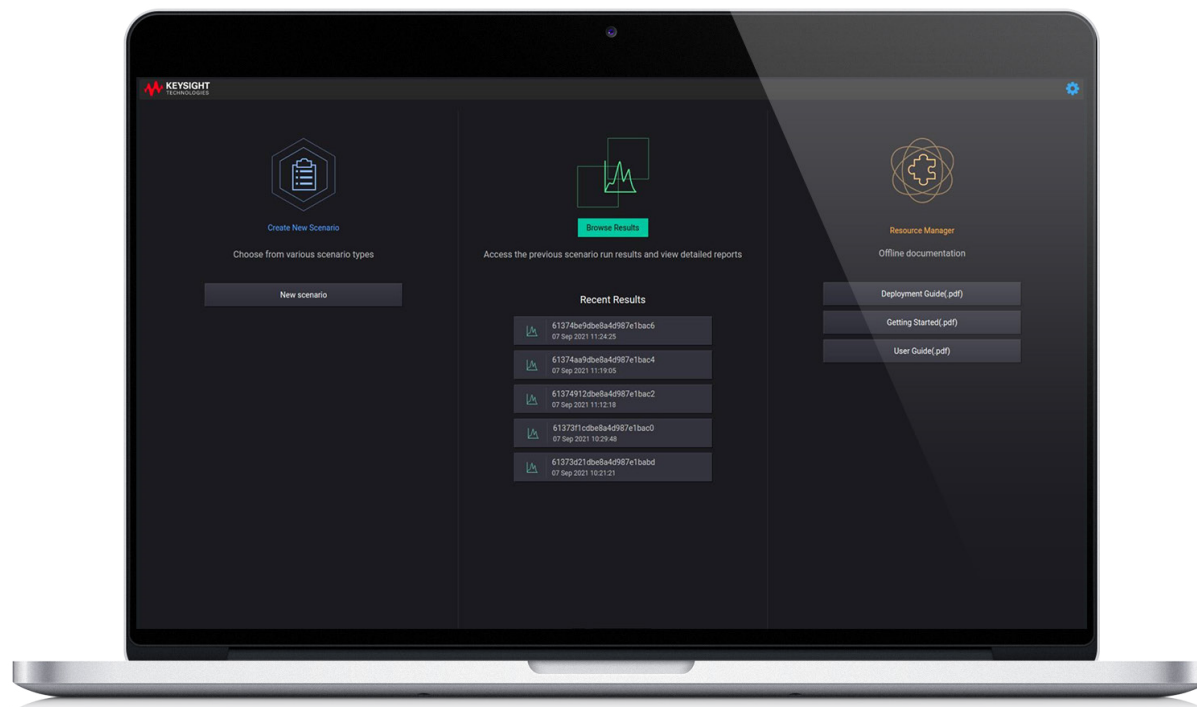 KEYSIGHT
TECHNOLOGIES
Create New Scenario
Choose from various scenario types
New scenario
Browse Results
Access the previous scenario run results and view detailed reports
Recent Results
61374be9dbe8a4d987e1bac6
07 Sep 2021 11:24:25
61374aa9dbe8a4d987e1bac4
07 Sep 2021 11:19:05
61374912dbe8a4d987e1bac2
07 Sep 2021 11:12:18
61373f1cdbe8a4d987e1bac0
07 Sep 2021 10:29:48
61373d21dbe8a4d987e1babd
07 Sep 2021 10:21:21
Resource Manager
Offline documentation
Deployment Guide(.pdf)
Getting Started(.pdf)
User Guide(.pdf)